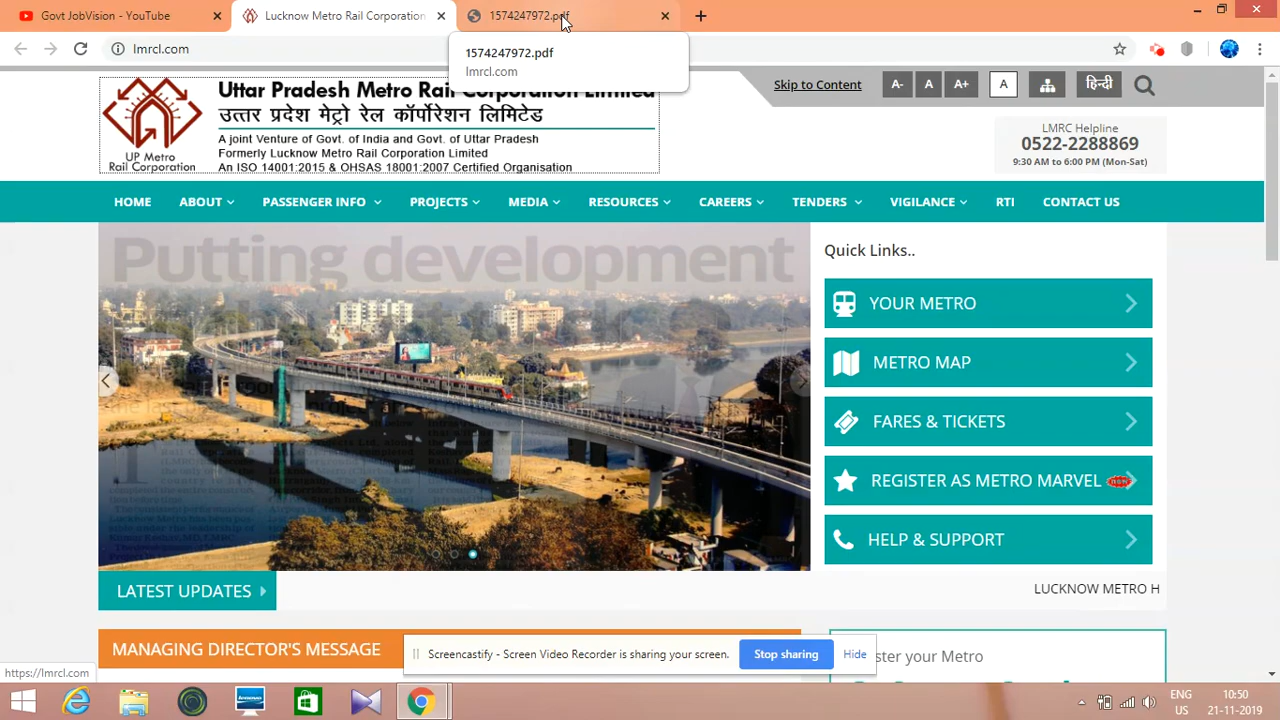 Govt JobVision - YouTube
Lucknow Metro Rail Corporation
1574247972.pdf
lmrcl.com
1574247972.pdf
lmrcl.com
Uttar Pradesh Metro Rail Corporation Limited
उत्तर प्रदेश मेट्रो रेल कॉर्पोरेशन लिमिटेड
A joint Venture of Govt. of India and Govt. of Uttar Pradesh
Formerly Lucknow Metro Rail Corporation Limited
An ISO 14001:2015 & OHSAS 18001:2007 Certified Organisation
UP Metro
Rail Corporation
Skip to Content
A-
A
A+
A
हिन्दी
LMRC Helpline
0522-2288869
9:30 AM to 6:00 PM (Mon-Sat)
HOME
ABOUT
PASSENGER INFO
PROJECTS
MEDIA
RESOURCES
CAREERS
TENDERS
VIGILANCE
RTI
CONTACT US
Putting development
Quick Links..
YOUR METRO
METRO MAP
FARES & TICKETS
REGISTER AS METRO MARVEL
HELP & SUPPORT
LATEST UPDATES
LUCKNOW METRO H
MANAGING DIRECTOR'S MESSAGE
ster your Metro
Screencastify - Screen Video Recorder is sharing your screen.
Stop sharing
Hide
https://lmrcl.com
ENG
US
10:50
21-11-2019